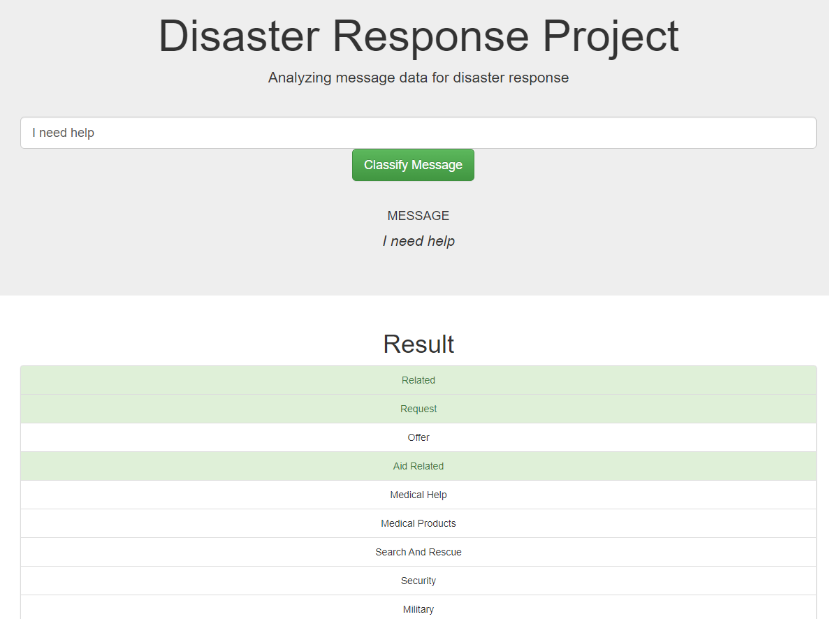 Disaster Response Project
Analyzing message data for disaster response
I need help
Classify Message
MESSAGE
I need help
Result
Related
Request
Offer
Aid Related
Medical Help
Medical Products
Search And Rescue
Security
Military